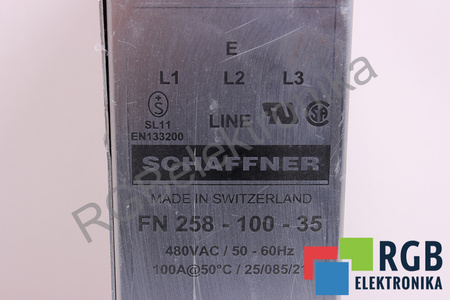 E
L1 L2 L3
SL11
EN133200
LINE
SCHAFFNER
MADE IN SWITZERLAND
FN 258 - 100 - 35
480VAC / 50 - 60Hz
100A@50°C / 25/085/21
RGB
ELEKTRONIKA
RGBelektronika